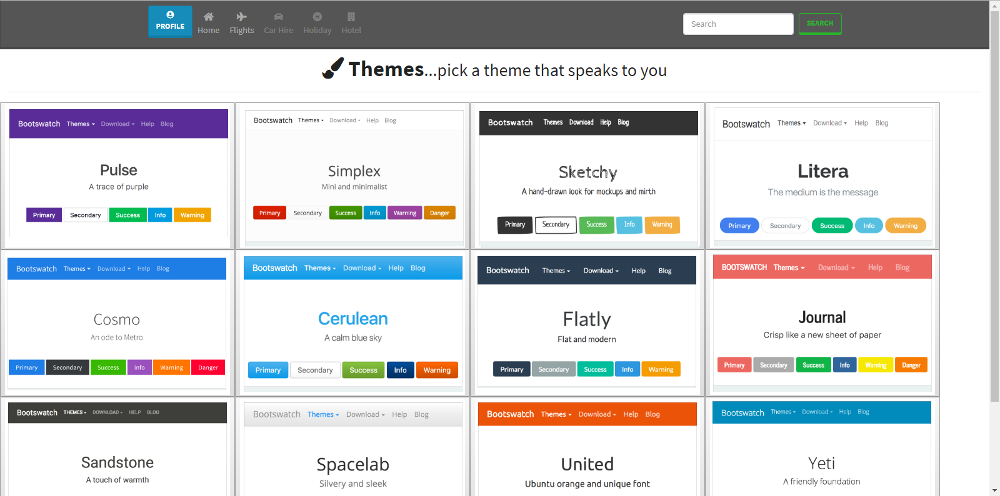 PROFILE Home Flights Car Hire Holiday Hotel Search SEARCH
Themes...pick a theme that speaks to you
Bootswatch Themes Download Help Blog
Pulse
A trace of purple
Primary Secondary Success Info Warning
Bootswatch Themes Download Help Blog
Simplex
Mini and minimalist
Primary Secondary Success Info Warning Danger
Bootswatch Themes Download Help Blog
Sketchy
A hand-drawn look for mockups and mirth
Primary Secondary Success Info Warning
Bootswatch Themes Download Help Blog
Litera
The medium is the message
Primary Secondary Success Info Warning
Bootswatch Themes Download Help Blog
Cosmo
An ode to Metro
Primary Secondary Success Info Warning Danger
Bootswatch Themes Download Help Blog
Cerulean
A calm blue sky
Primary Secondary Success Info Warning
Bootswatch Themes Download Help Blog
Flatly
Flat and modern
Primary Secondary Success Info Warning
BOOTSWATCH Themes Download Help Blog
Journal
Crisp like a new sheet of paper
Primary Secondary Success Info Warning Danger
Bootswatch THEMES DOWNLOAD HELP BLOG
Sandstone
A touch of warmth
Bootswatch Themes Download Help Blog
Spacelab
Silvery and sleek
Bootswatch Themes Download Help Blog
United
Ubuntu orange and unique font
Bootswatch Themes Download Help Blog
Yeti
A friendly foundation